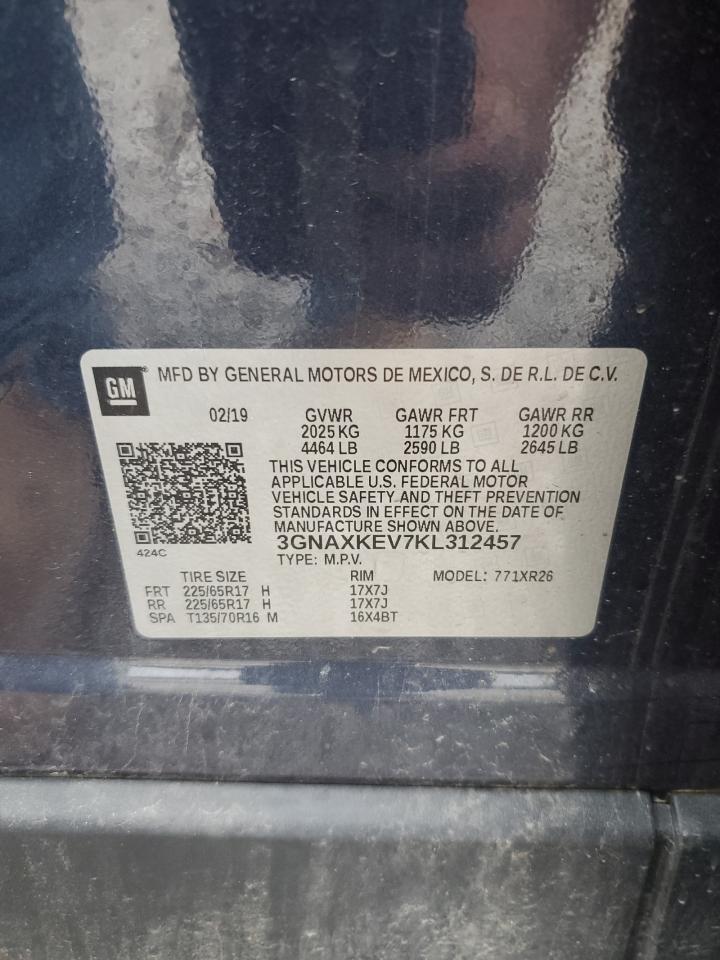 GM
MFD BY GENERAL MOTORS DE MEXICO, S. DE R.L. DE C.V.
02/19 GVWR GAWR FRT GAWR RR
2025 KG 1175 KG 1200 KG
4464 LB 2590 LB 2645 LB
THIS VEHICLE CONFORMS TO ALL
APPLICABLE U.S. FEDERAL MOTOR
VEHICLE SAFETY AND THEFT PREVENTION
STANDARDS IN EFFECT ON THE DATE OF
MANUFACTURE SHOWN ABOVE.
3GNAXKEV7KL312457
424C
TYPE: M.P.V.
TIRE SIZE RIM MODEL: 771XR26
FRT 225/65R17 H 17X7J
RR 225/65R17 H 17X7J
SPA T135/70R16 M 16X4BT